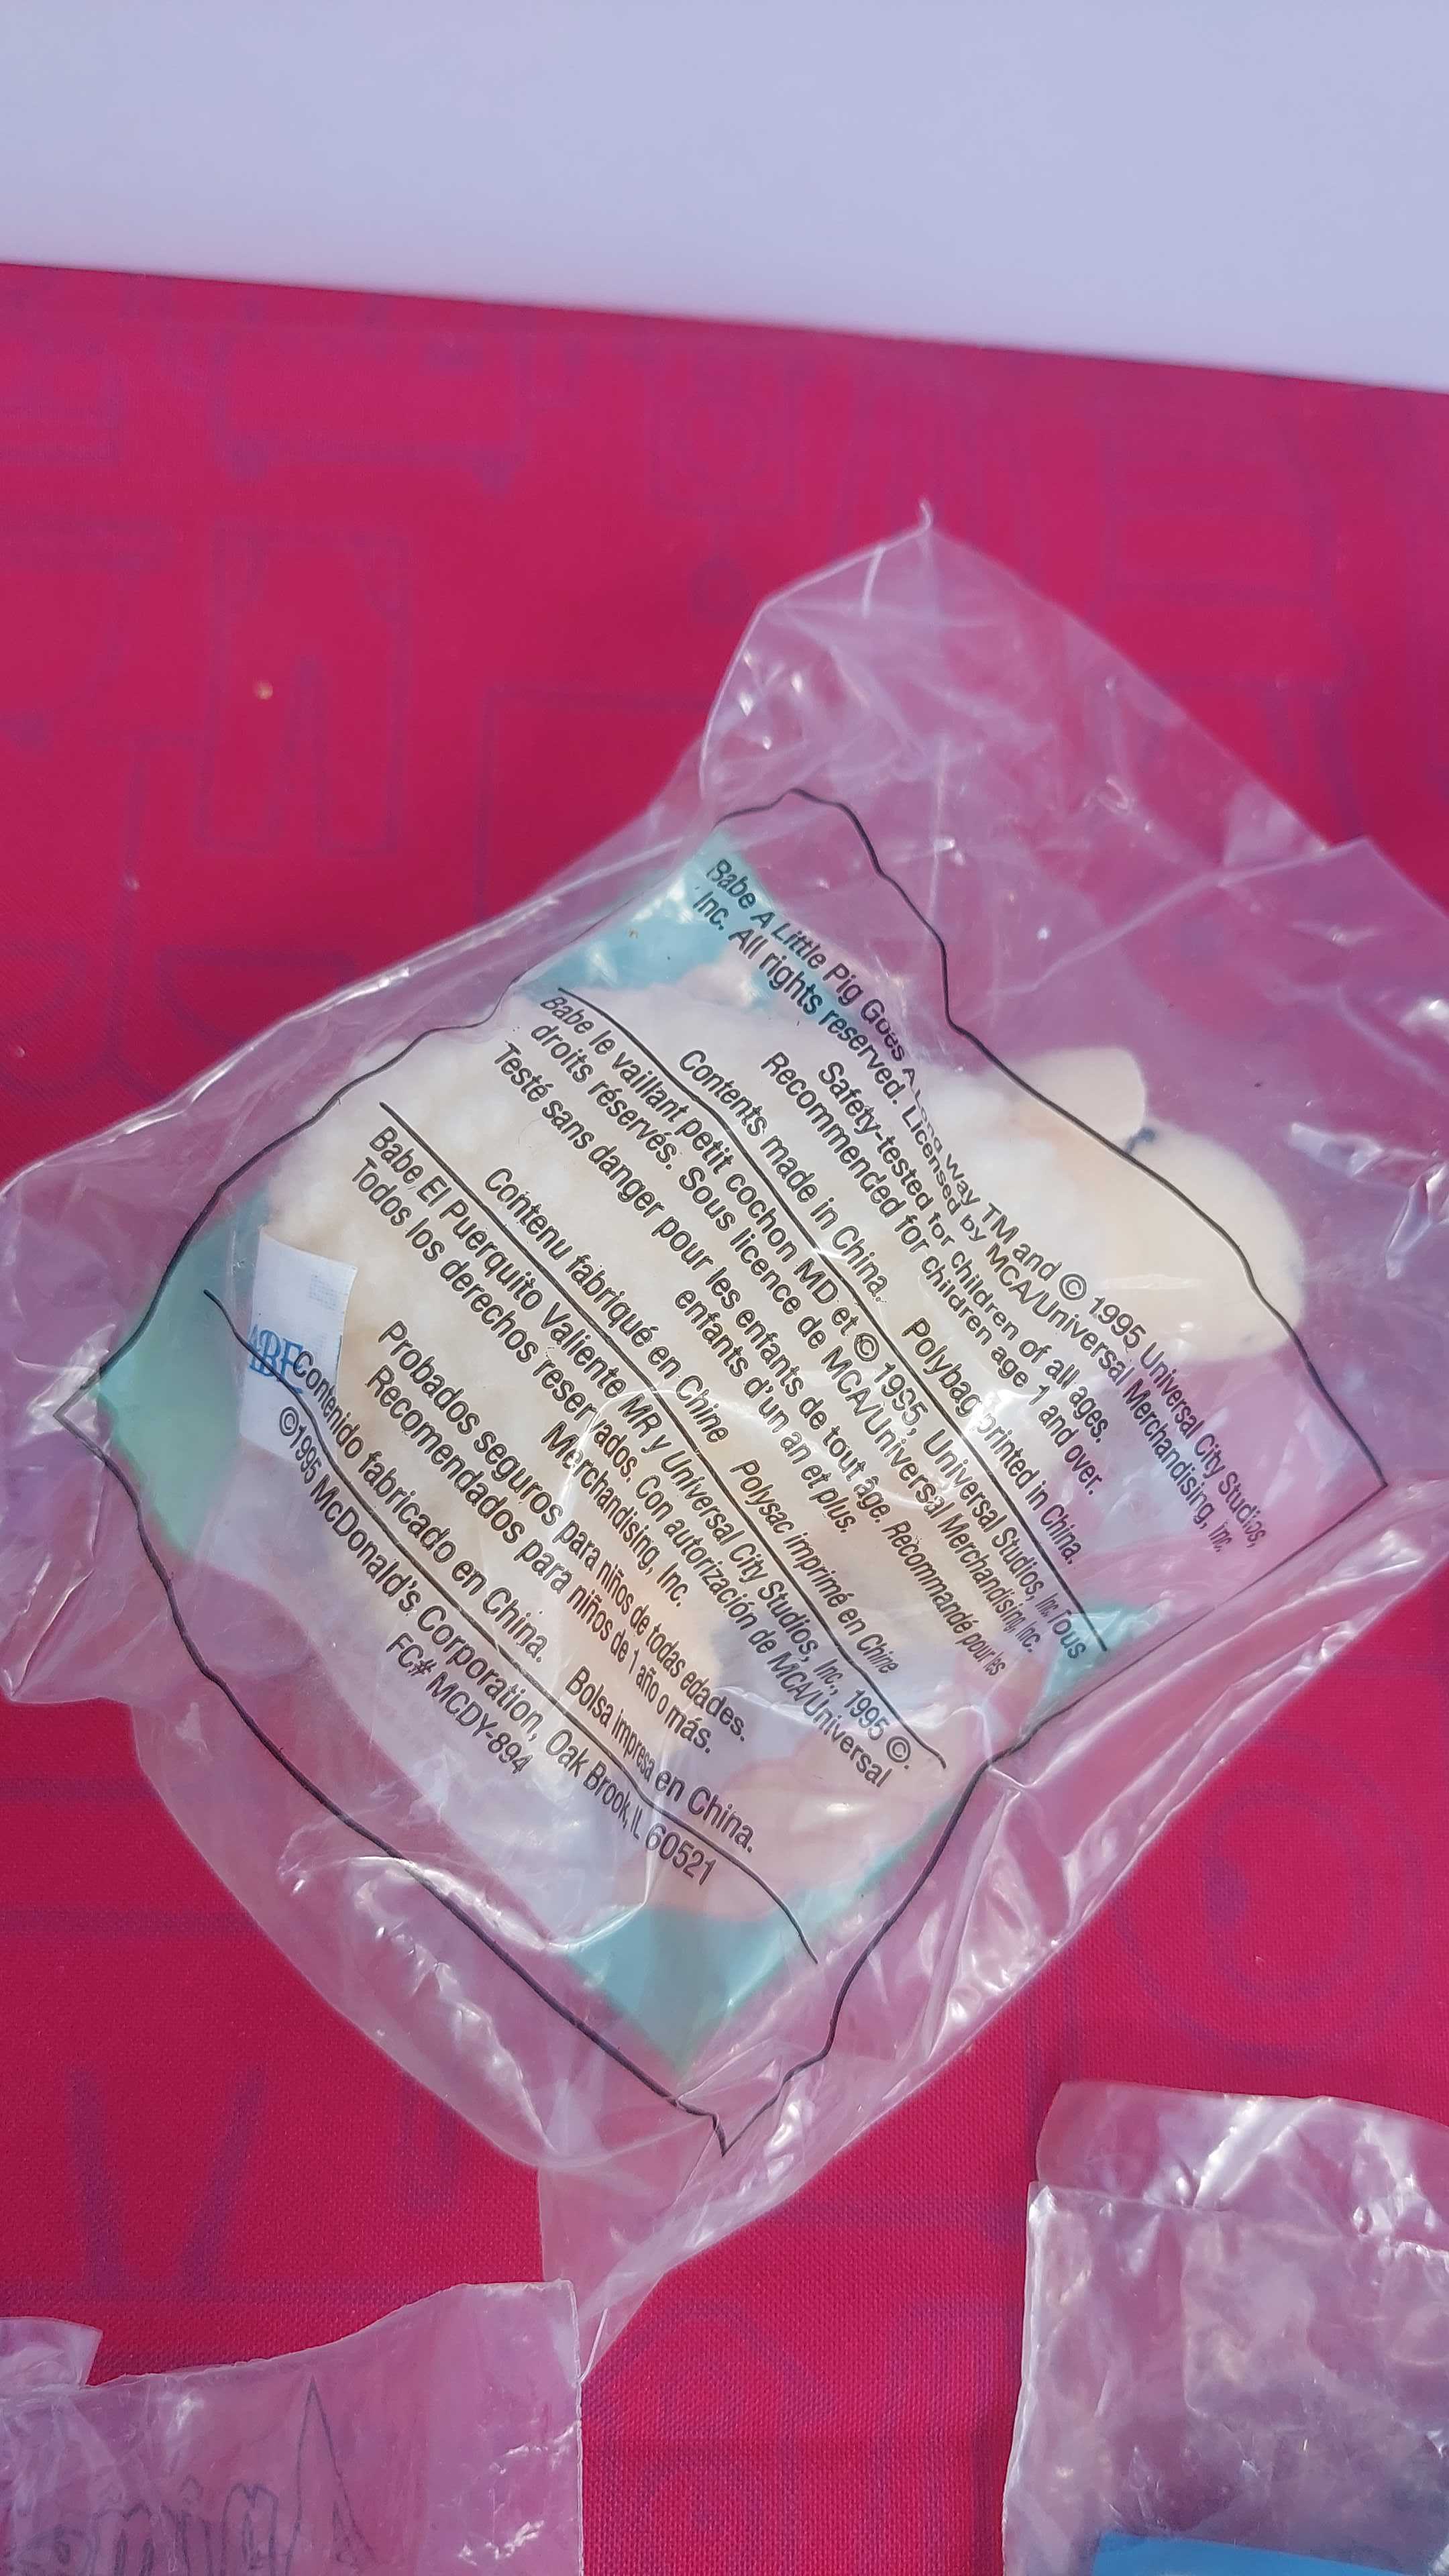 Babe A Little Pig Goes A Long Way TM and © 1995 Universal City Studios,
Inc. All rights reserved. Licensed by MCA/Universal Merchandising, Inc.
Safety-tested for children of all ages.
Recommended for children age 1 and over.
Contents made in China. Polybag printed in China.
Babe le vaillant petit cochon MD et © 1995, Universal Studios, Inc. Tous
droits réservés. Sous licence de MCA/Universal Merchandising, Inc.
Testé sans danger pour les enfants de tout âge. Recommandé pour les
enfants d'un an et plus.
Contenu fabriqué en Chine Polysac imprimé en Chine
Babe El Puerquito Valiente MR y Universal City Studios, Inc., 1995 ©.
Todos los derechos reservados. Con autorización de MCA/Universal
Merchandising, Inc.
Probados seguros para niños de todas edades.
Recomendados para niños de 1 año o más.
Contenido fabricado en China. Bolsa impresa en China.
©1995 McDonald's Corporation, Oak Brook, IL 60521
FC# MCDY-894